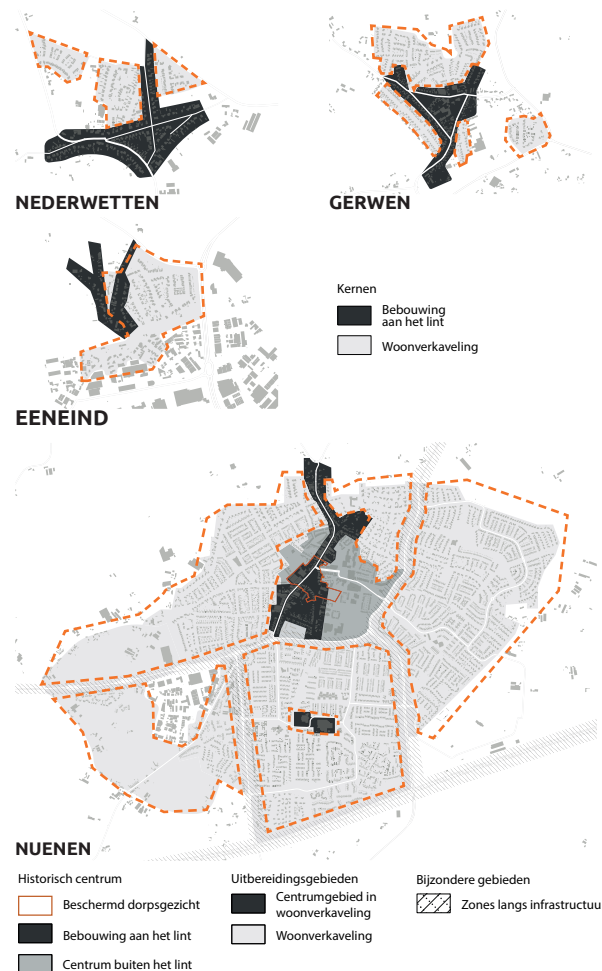 NEDERWETTEN
GERWEN
Kernen
Bebouwing
aan het lint
Woonverkaveling
EENEIND
NUENEN
Historisch centrum
Beschermd dorpsgezicht
Bebouwing aan het lint
Centrum buiten het lint
Uitbereidingsgebieden
Centrumgebied in
woonverkaveling
Woonverkaveling
Bijzondere gebieden
Zones langs infrastructuu